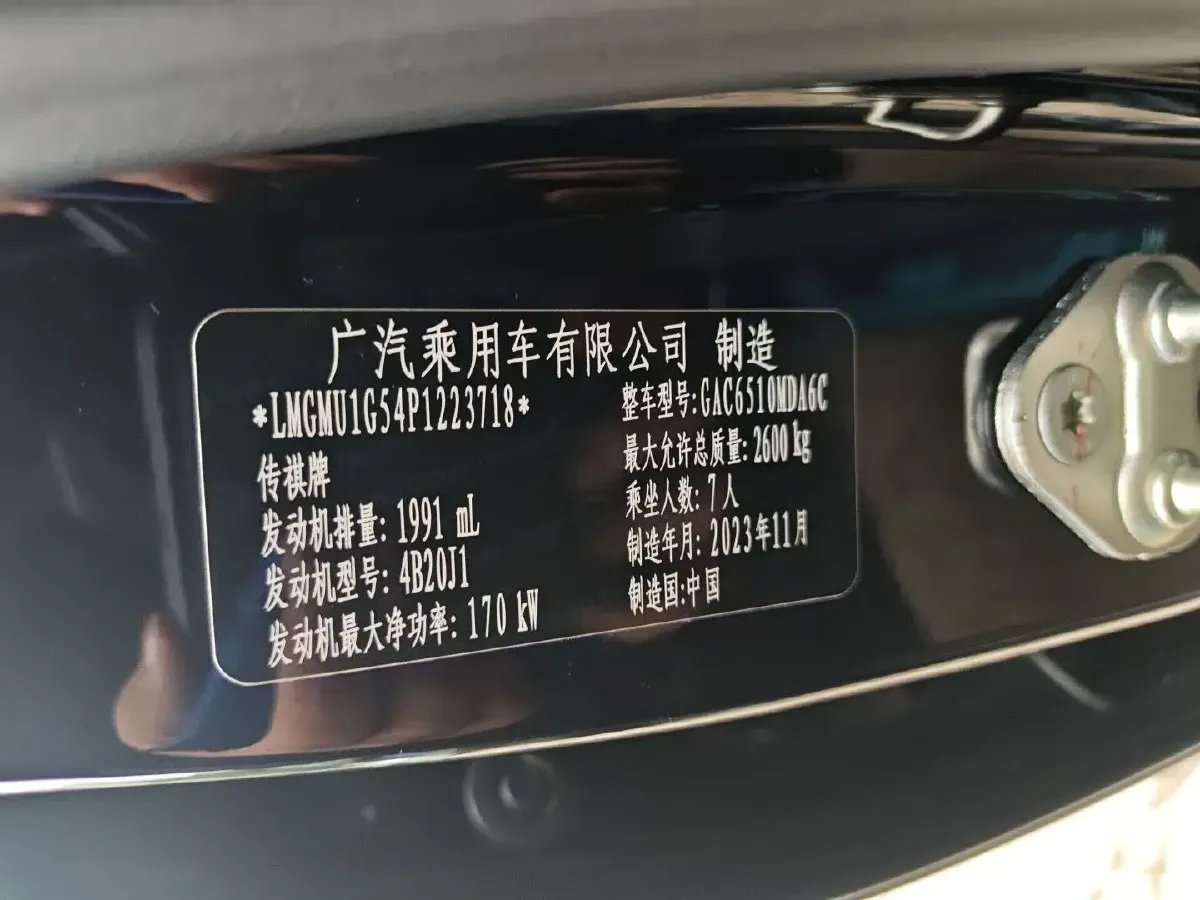 广汽乘用车有限公司 制造
*LMGMU1G54P1223718*
传祺牌
发动机排量: 1991 mL
发动机型号: 4B20J1
发动机最大净功率: 170 kW
整车型号:GAC6510MDA6C
最大允许总质量: 2600 kg
乘坐人数: 7人
制造年月: 2023年11月
制造国:中国